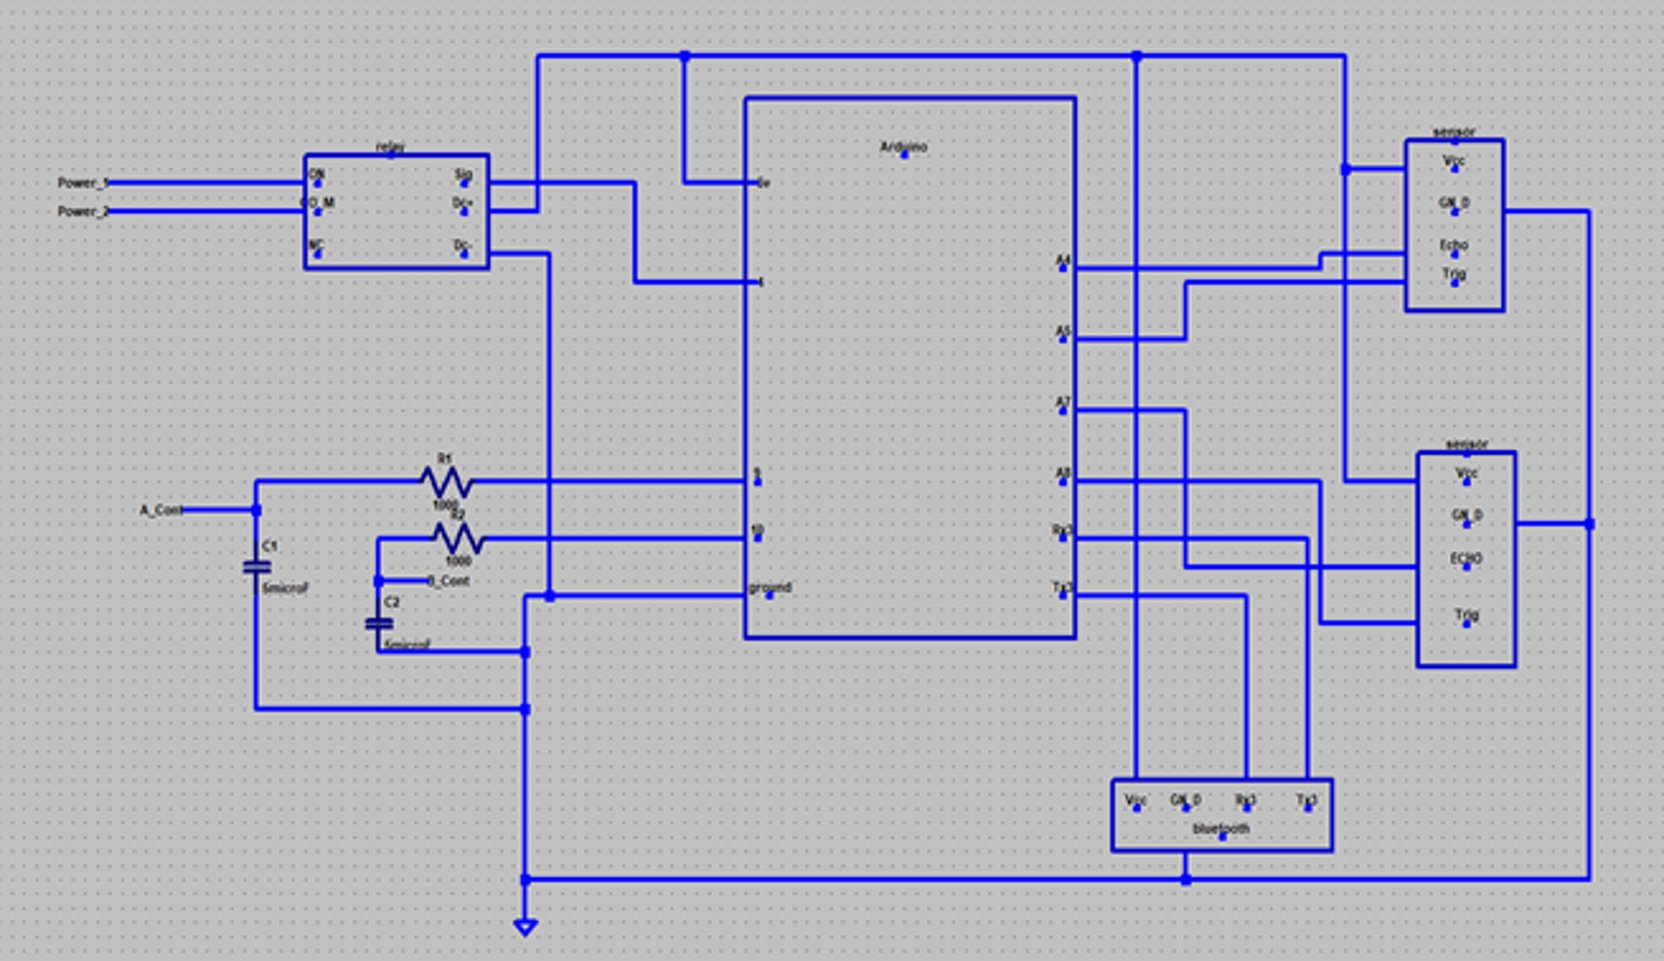 relay
Power_1
Power_2
ON
CO_M
NC
Sig
Dc+
Dc-
Arduino
5v
4
9
10
ground
A4
A5
A7
A8
Rx3
Tx3
sensor
Vcc
GN_D
Echo
Trig
sensor
Vcc
GN_D
ECHO
Trig
R1
1000
R2
1000
A_Cont
C1
5microF
B_Cont
C2
5microF
Vcc GN_D Rx3 Tx3
bluetooth